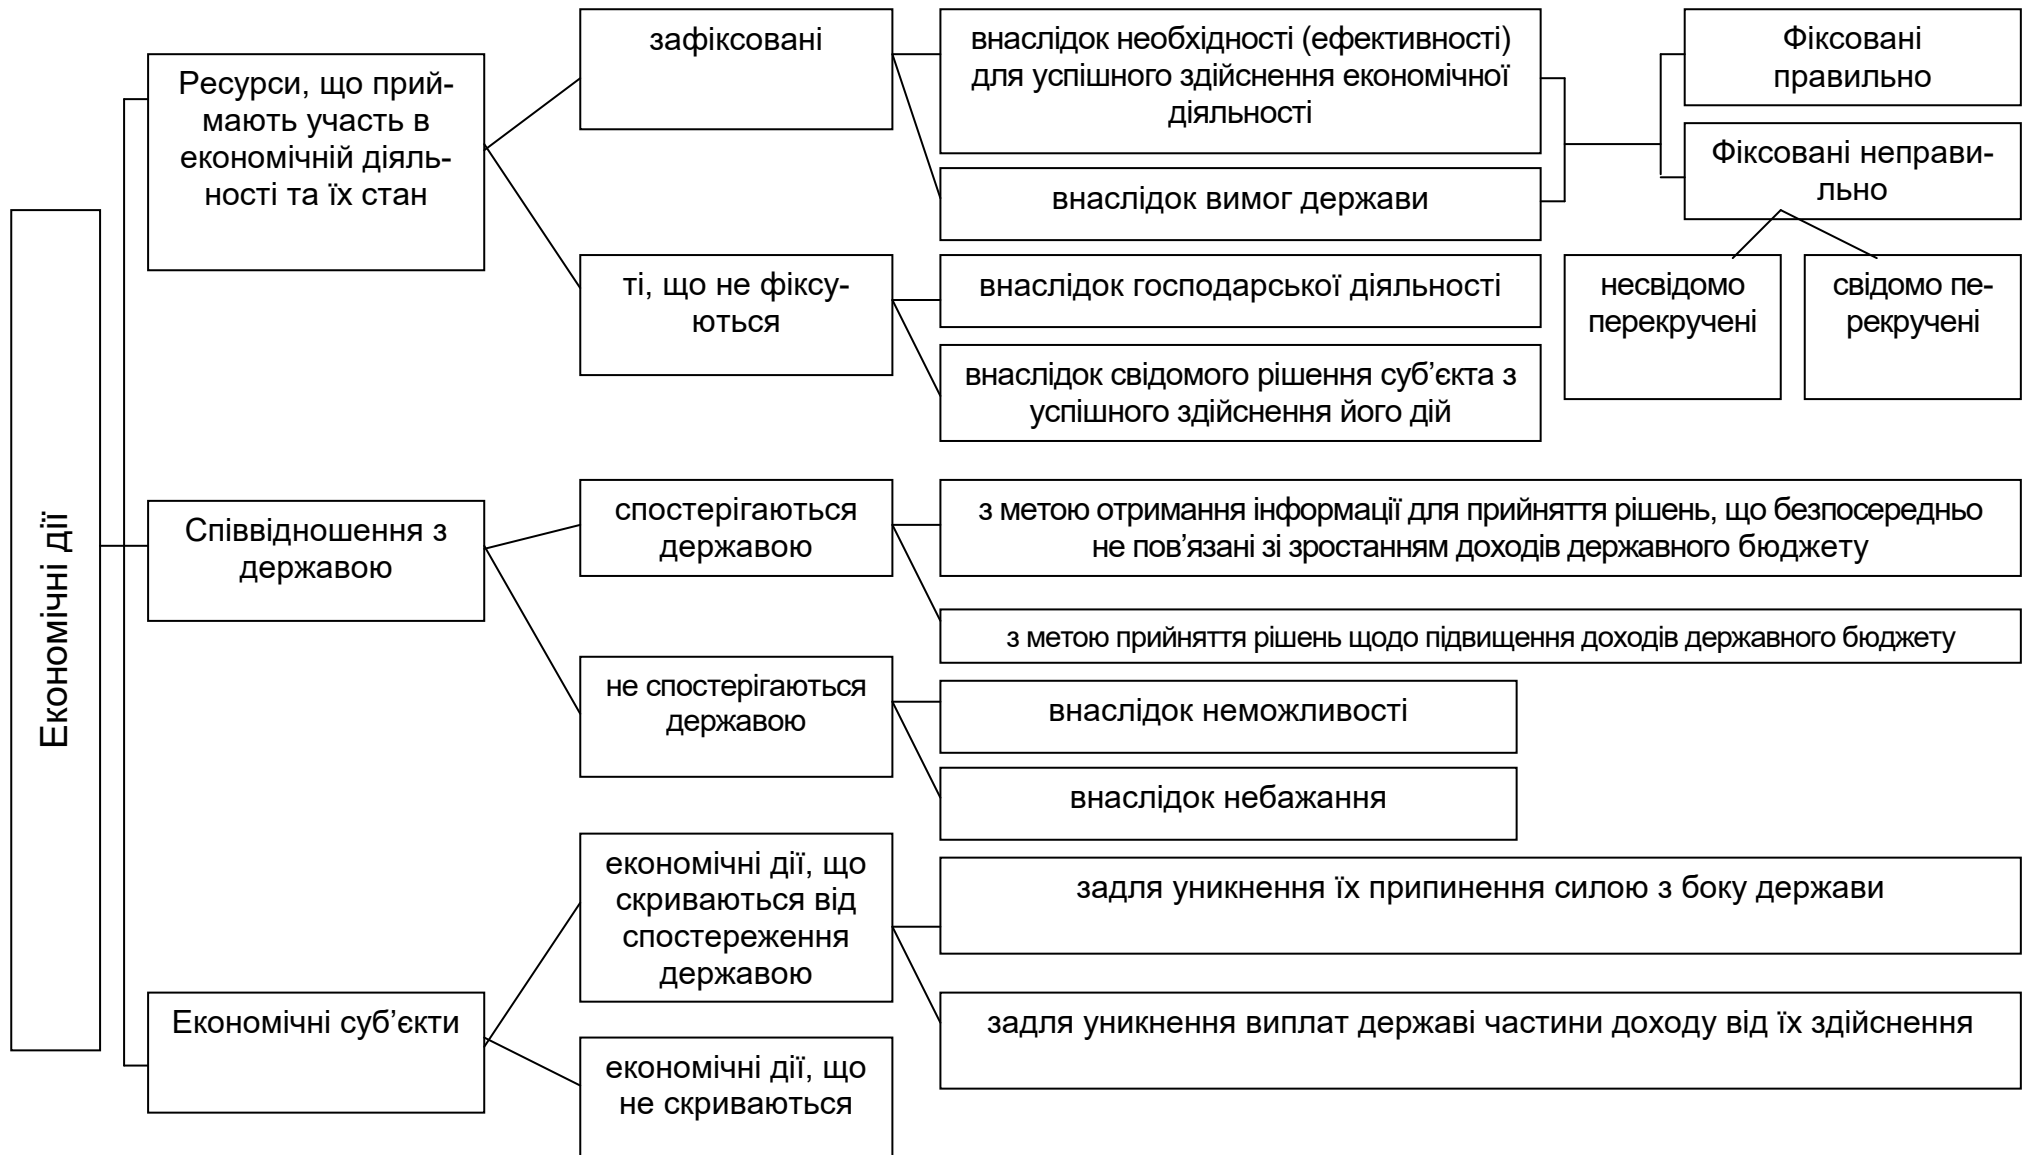 Економічні дії
Ресурси, що прий-
мають участь в
економічній діяль-
ності та їх стан
зафіксовані
внаслідок необхідності (ефективності)
для успішного здійснення економічної
діяльності
внаслідок вимог держави
Фіксовані
правильно
Фіксовані неправи-
льно
несвідомо
перекручені
свідомо пе-
рекручені
ті, що не фіксу-
ються
внаслідок господарської діяльності
внаслідок свідомого рішення суб’єкта з
успішного здійснення його дій
Співвідношення з
державою
спостерігаються
державою
з метою отримання інформації для прийняття рішень, що безпосередньо
не пов’язані зі зростанням доходів державного бюджету
з метою прийняття рішень щодо підвищення доходів державного бюджету
не спостерігаються
державою
внаслідок неможливості
внаслідок небажання
Економічні суб’єкти
економічні дії, що
скриваються від
спостереження
державою
задля уникнення їх припинення силою з боку держави
задля уникнення виплат державі частини доходу від їх здійснення
економічні дії, що
не скриваються